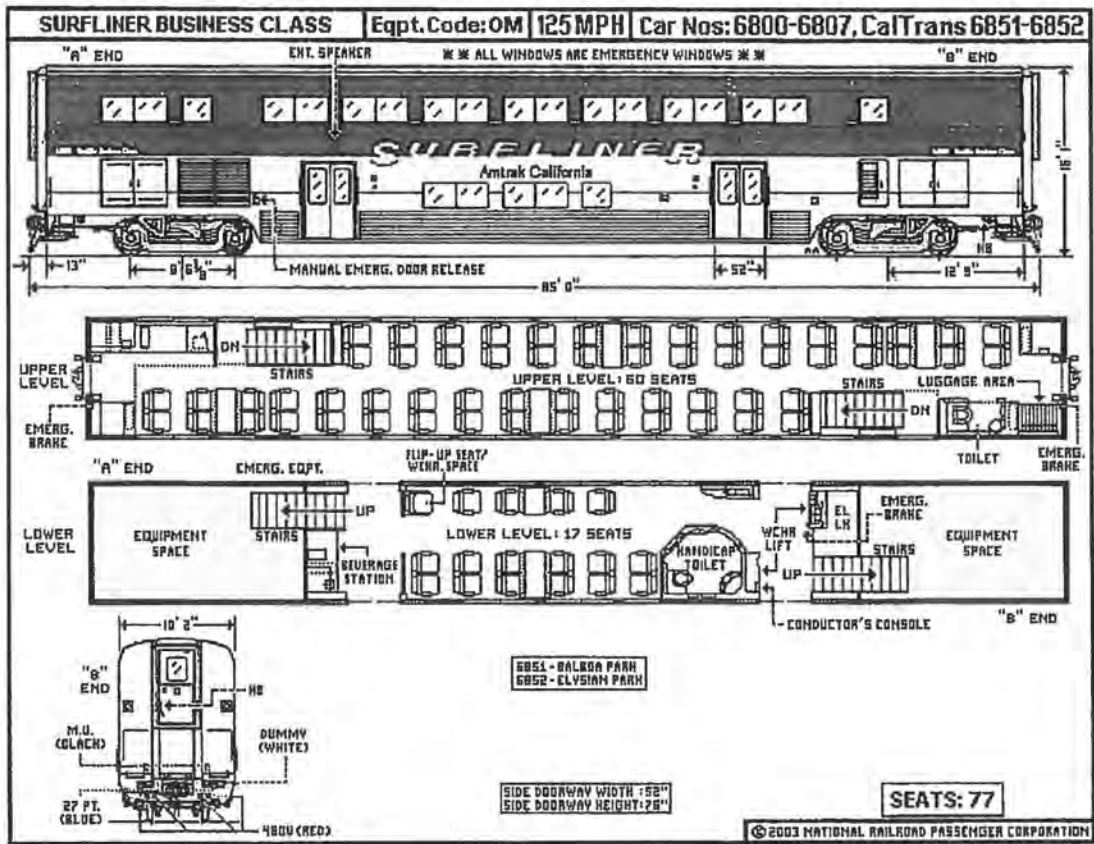 SURFLINER BUSINESS CLASS
Eqpt.Code:OM
125MPH
Car Nos:6800-6807, CalTrans 6851-6852
"A" END
EXT. SPEAKER
※ ※ ALL WINDOWS ARE EMERGENCY WINDOWS ※ ※
"B" END
SURFLINER
Amtrak California
16' 1"
HB
13"
MANUAL EMERG. DOOR RELEASE
52"
12' 9"
85' 0"
UPPER LEVEL
DN
STAIRS
UPPER LEVEL: 60 SEATS
STAIRS
LUGGAGE AREA
DN
EMERG. BRAKE
TOILET
EMERG. BRAKE
"A" END
EMERG. EQPT.
FLIP-UP SEAT/
WCHR. SPACE
LOWER LEVEL
EQUIPMENT SPACE
UP
STAIRS
BEVERAGE STATION
LOWER LEVEL: 17 SEATS
HANDICAP TOILET
WCHR LIFT
EL LK
EMERG. BRAKE
STAIRS
UP
EQUIPMENT SPACE
CONDUCTOR'S CONSOLE
"B" END
10' 2"
"B" END
HB
M.U. (BLACK)
DUMMY (WHITE)
27 PT. (BLUE)
480V (RED)
6851-BALBOA PARK
6852-ELYSIAN PARK
SIDE DOORWAY WIDTH :52"
SIDE DOORWAY HEIGHT:76"
SEATS: 77
© 2003 NATIONAL RAILROAD PASSENGER CORPORATION